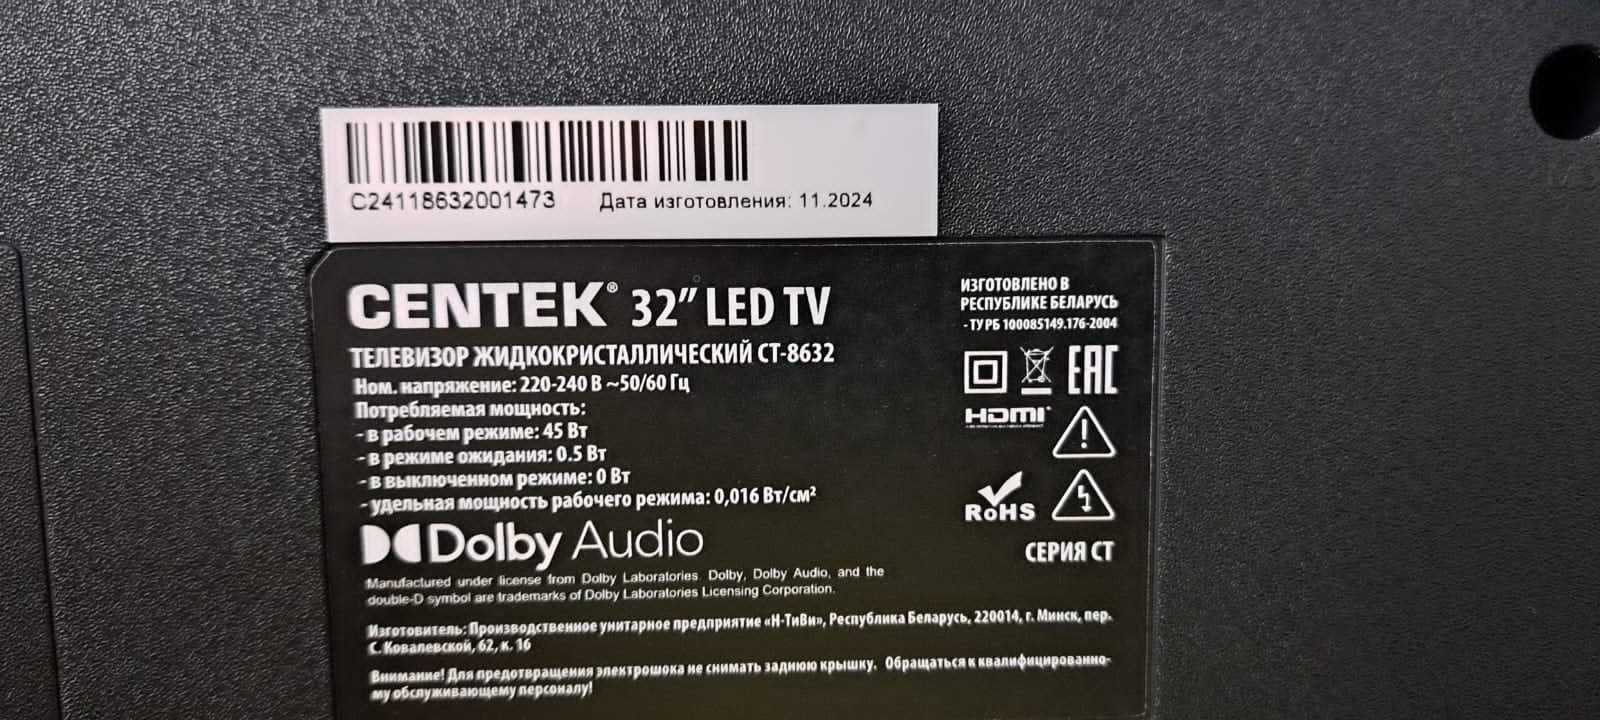 C24118632001473 Дата изготовления: 11.2024
CENTEK® 32" LED TV
ТЕЛЕВИЗОР ЖИДКОКРИСТАЛЛИЧЕСКИЙ CT-8632
Ном. напряжение: 220-240 В ~50/60 Гц
Потребляемая мощность:
- в рабочем режиме: 45 Вт
- в режиме ожидания: 0.5 Вт
- в выключенном режиме: 0 Вт
- удельная мощность рабочего режима: 0,016 Вт/см²
Dolby Audio
Manufactured under license from Dolby Laboratories. Dolby, Dolby Audio, and the
double-D symbol are trademarks of Dolby Laboratories Licensing Corporation.
ИЗГОТОВЛЕНО В
РЕСПУБЛИКЕ БЕЛАРУСЬ
- ТУ РБ 100085149.176-2004
EAC
HDMI
RoHS
СЕРИЯ СТ
Изготовитель: Производственное унитарное предприятие «Н-ТиВи», Республика Беларусь, 220014, г. Минск, пер.
С. Ковалевской, 62, к. 16
Внимание! Для предотвращения электрошока не снимать заднюю крышку. Обращаться к квалифицированно-
му обслуживающему персоналу!